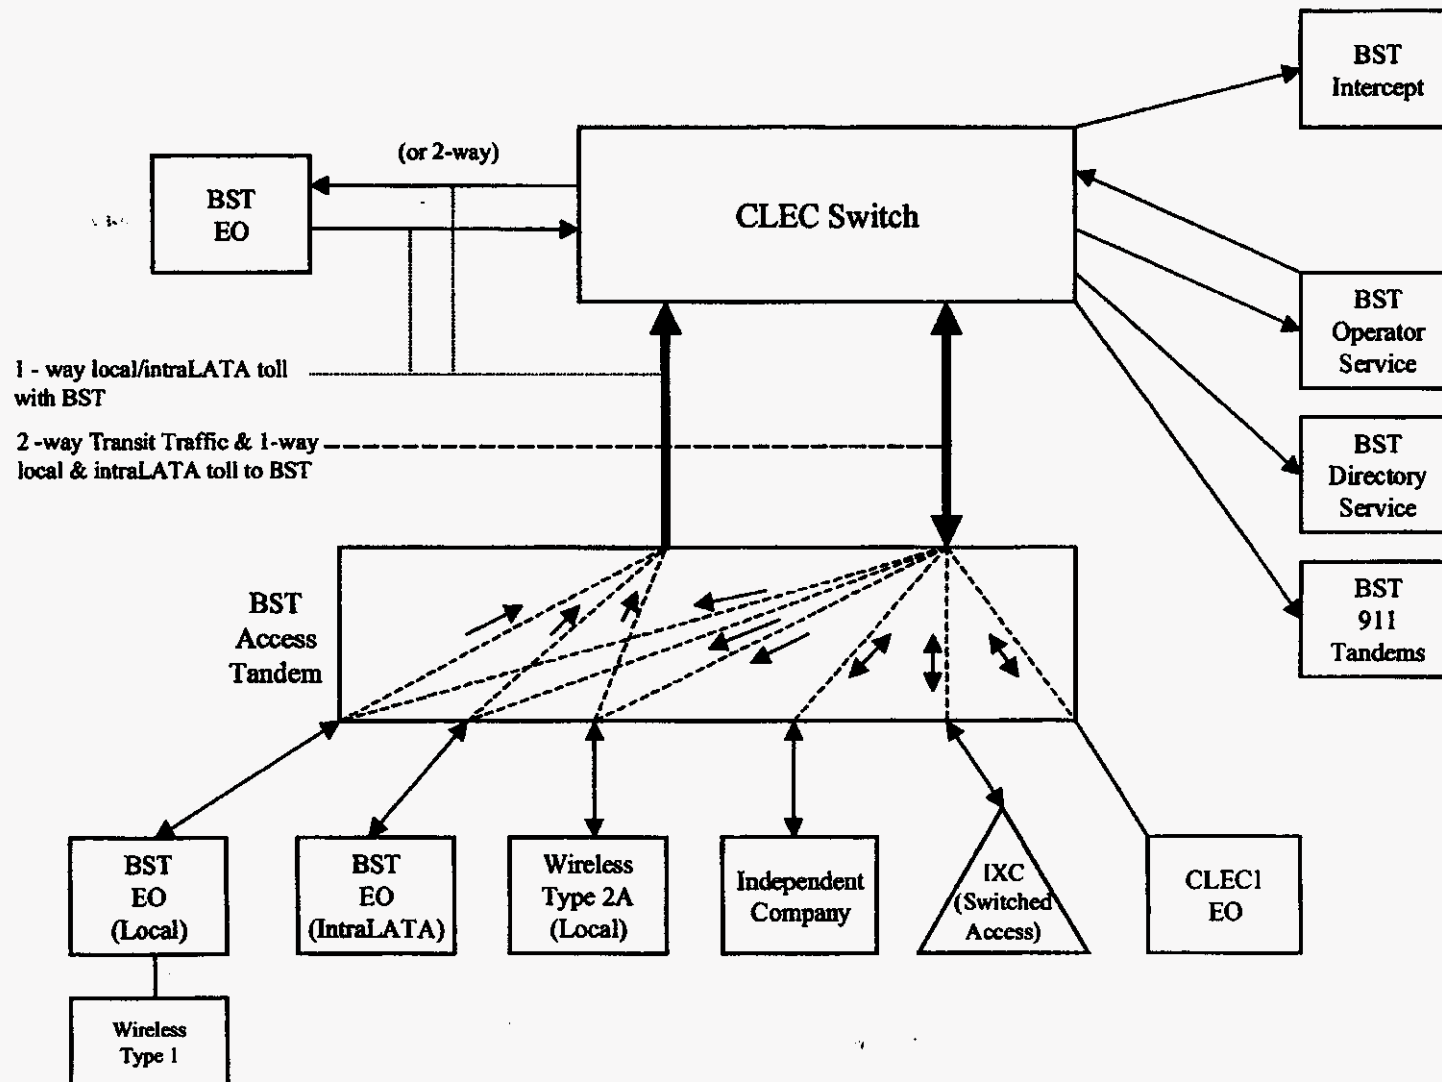 BST
Intercept
(or 2-way)
BST
EO
CLEC Switch
BST
Operator
Service
1 - way local/intraLATA toll
with BST
2 -way Transit Traffic & 1-way
local & intraLATA toll to BST
BST
Directory
Service
BST
911
Tandems
BST
Access
Tandem
BST
EO
(Local)
BST
EO
(IntraLATA)
Wireless
Type 2A
(Local)
Independent
Company
IXC
(Switched
Access)
CLEC1
EO
Wireless
Type 1